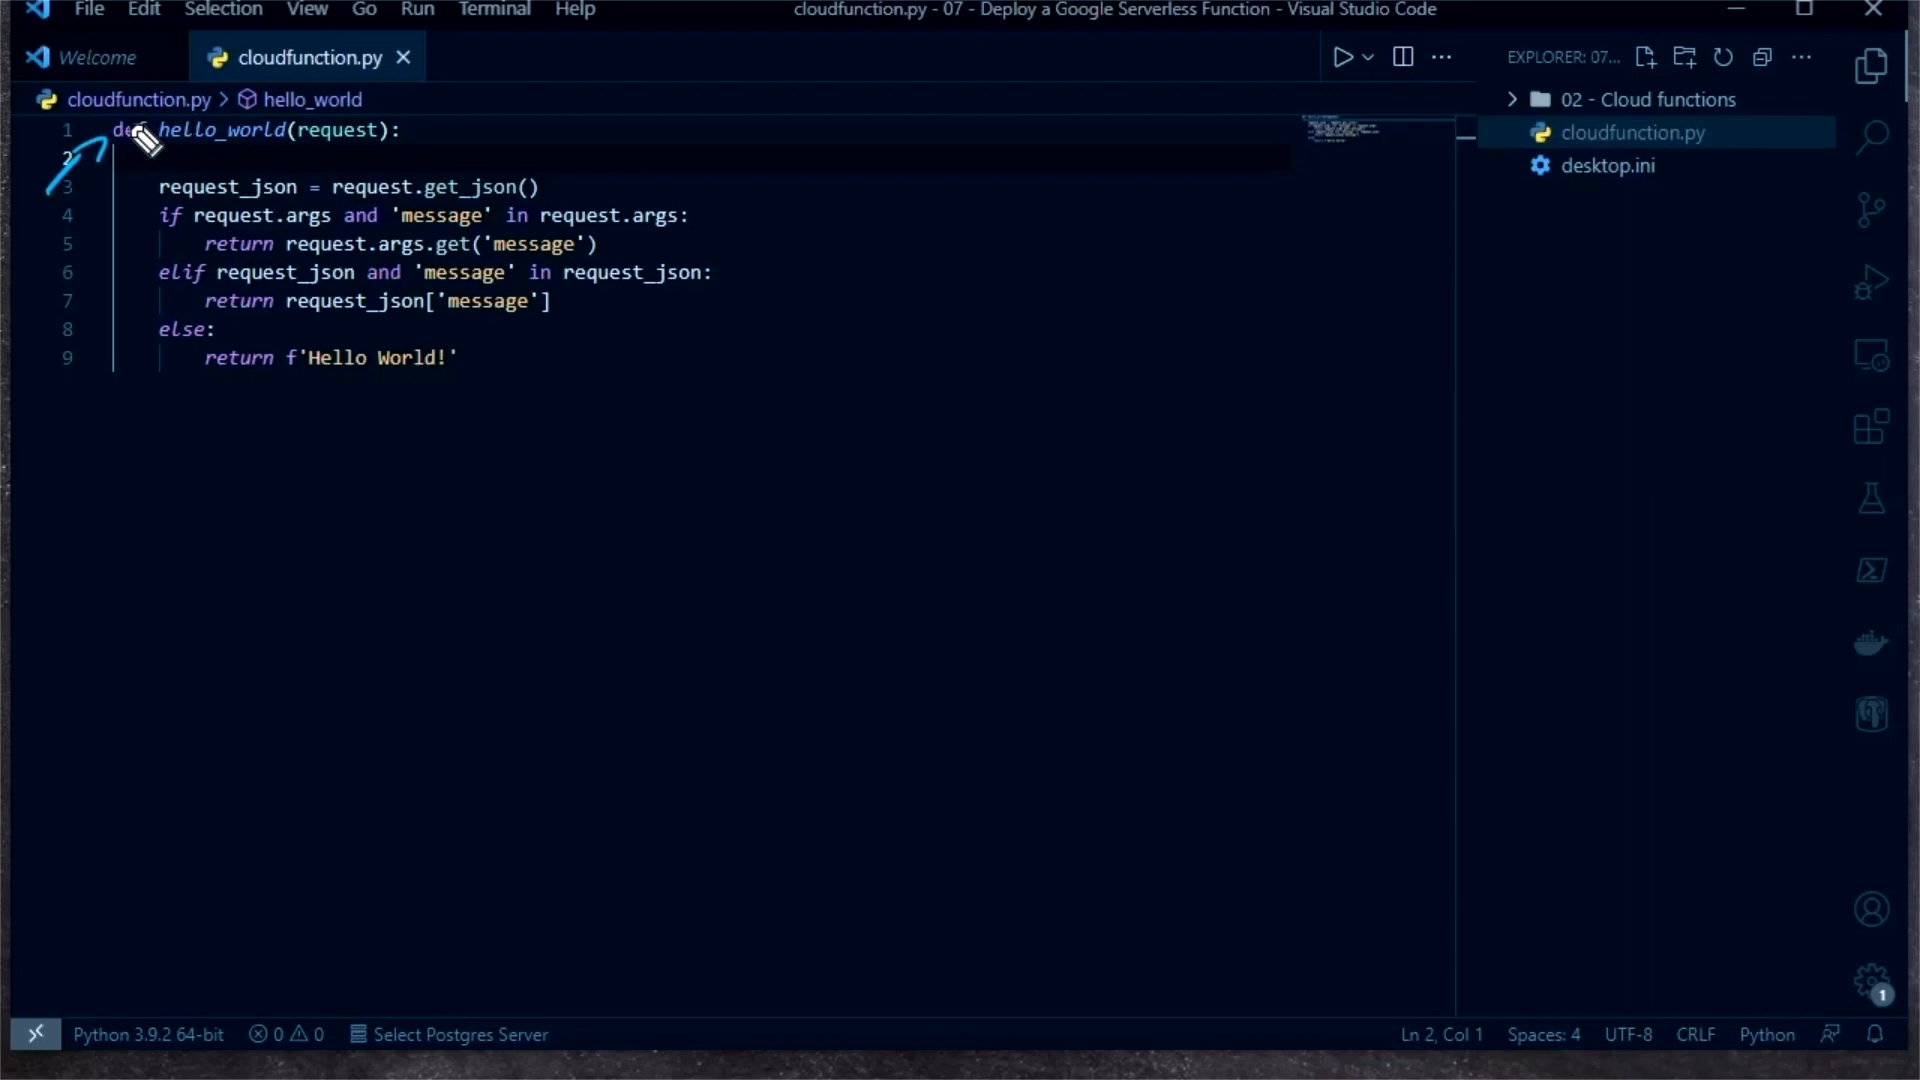 File Edit Selection View Go Run Terminal Help cloudfunction.py - 07 - Deploy a Google Serverless Function - Visual Studio Code
Welcome cloudfunction.py EXPLORER: 07...
cloudfunction.py > hello_world
1 def hello_world(request):
2
3 request_json = request.get_json()
4 if request.args and 'message' in request.args:
5 return request.args.get('message')
6 elif request_json and 'message' in request_json:
7 return request_json['message']
8 else:
9 return f'Hello World!'
02 - Cloud functions
cloudfunction.py
desktop.ini
1
Python 3.9.2 64-bit 0 0 Select Postgres Server Ln 2, Col 1 Spaces: 4 UTF-8 CRLF Python